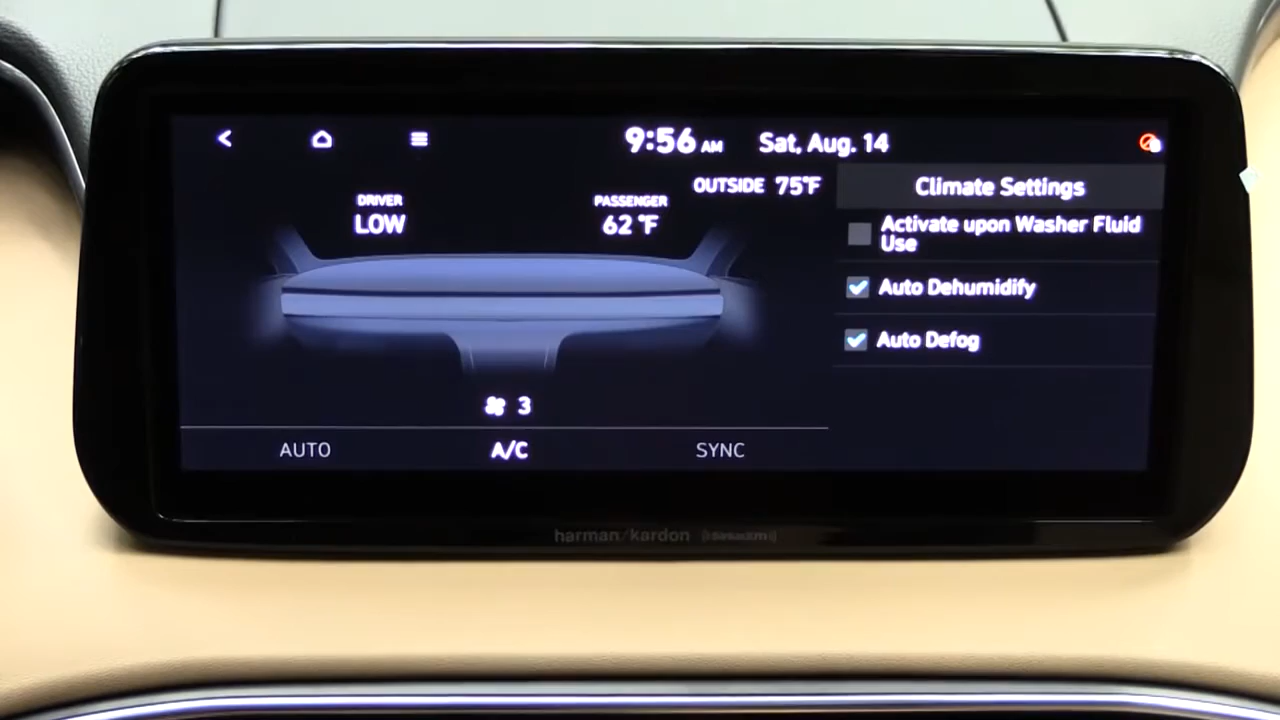 9:56 AM Sat, Aug. 14
OUTSIDE 75°F
DRIVER
LOW
PASSENGER
62 °F
3
AUTO A/C SYNC
Climate Settings
Activate upon Washer Fluid
Use
Auto Dehumidify
Auto Defog
harman/kardon (((SiriusXM)))